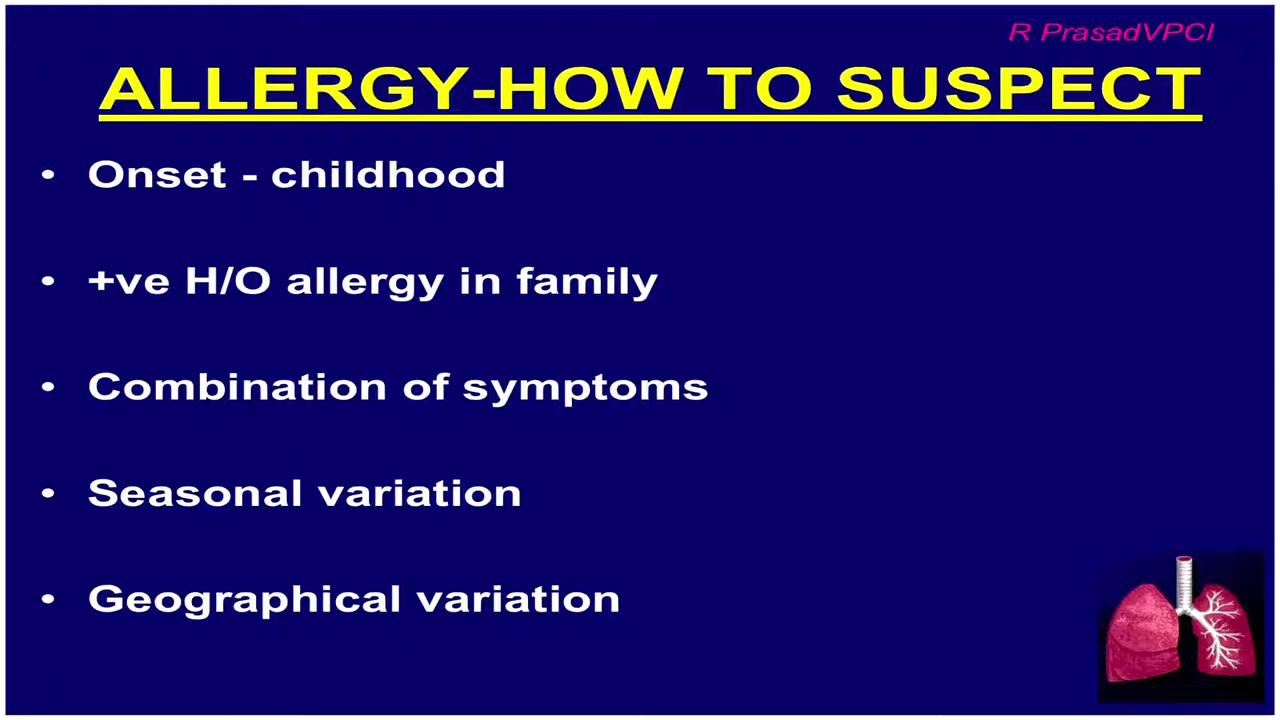 R PrasadVPCI
ALLERGY-HOW TO SUSPECT
• Onset - childhood
• +ve H/O allergy in family
• Combination of symptoms
• Seasonal variation
• Geographical variation